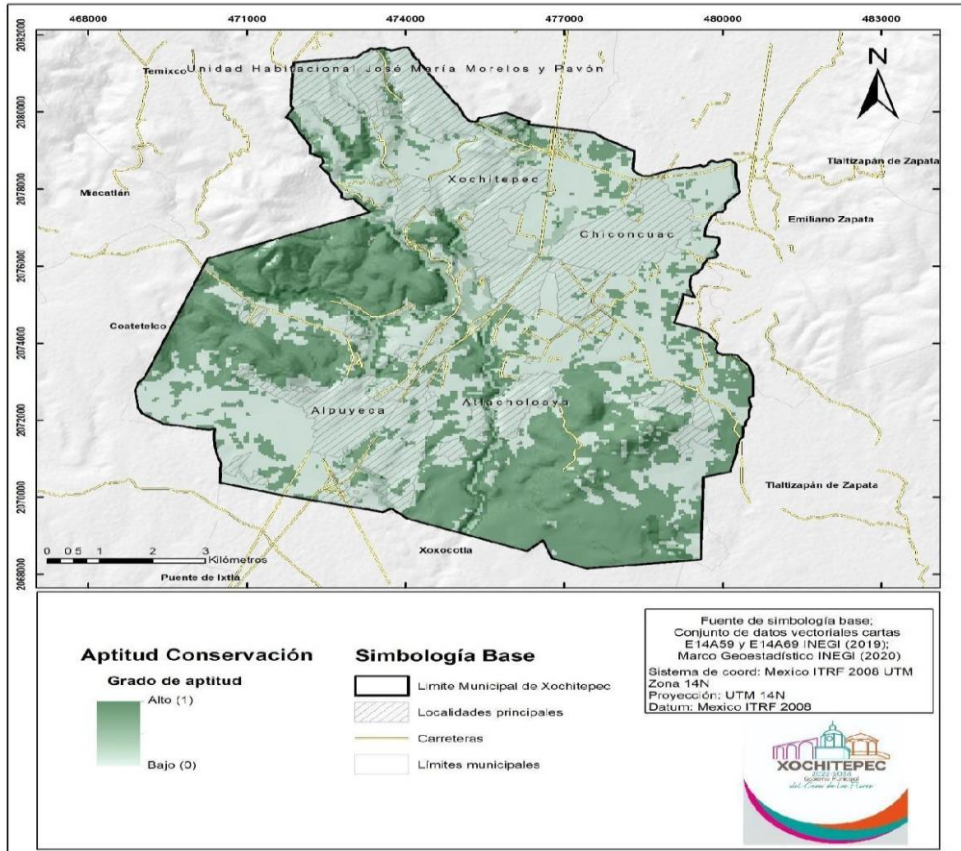 468000 471000 474000 477000 480000 483000
2082000
2080000
2078000
2076000
2074000
2072000
2070000
2068000
N
Temixco
Unidad Habitacional José María Morelos y Pavón
Tlaltizapán de Zapata
Miacatlán
Xochitepec
Emiliano Zapata
Chiconcuac
Coatetelco
Alpuyeca
Atlacholoaya
Tlaltizapán de Zapata
Xoxocotla
0 0.5 1 2 3
Kilómetros
Puente de Ixtla
Aptitud Conservación
Grado de aptitud
Alto (1)
Bajo (0)
Simbología Base
Limite Municipal de Xochitepec
Localidades principales
Carreteras
Límites municipales
Fuente de simbología base;
Conjunto de datos vectoriales cartas
E14A59 y E14A69 INEGI (2019);
Marco Geoestadístico INEGI (2020)
Sistema de coord: Mexico ITRF 2008 UTM
Zona 14N
Proyección: UTM 14N
Datum: Mexico ITRF 2008
XOCHITEPEC
Gobierno Municipal